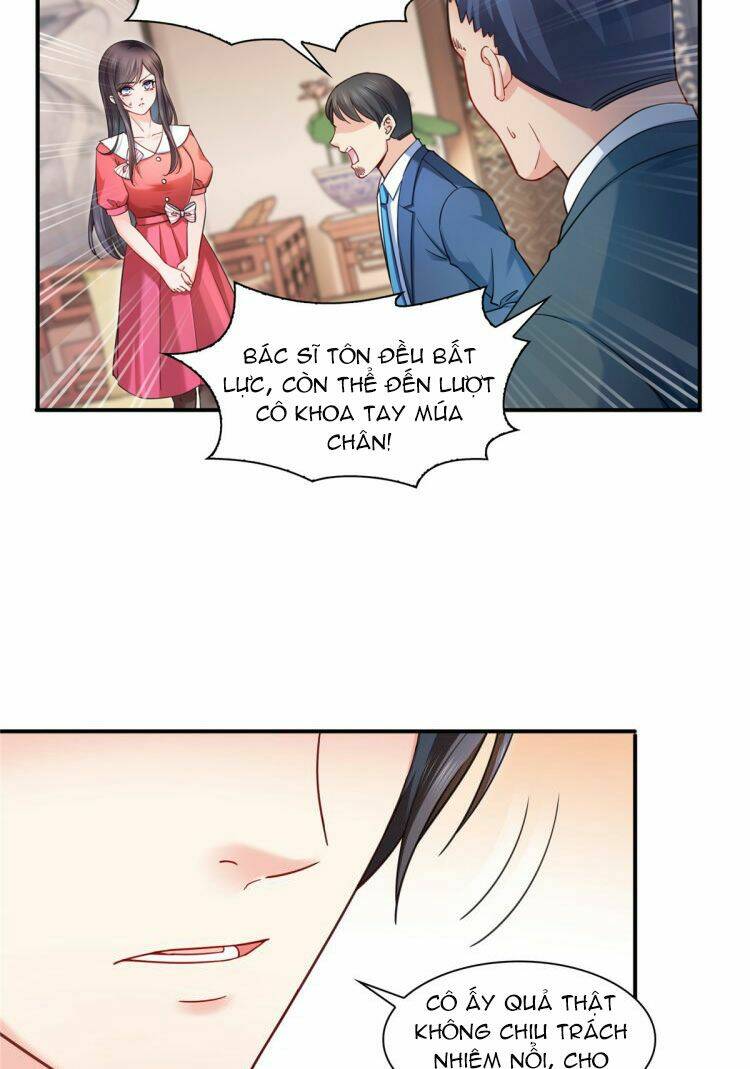 BÁC SĨ TÔN ĐỀU BẤT
LỰC, CÒN THỂ ĐẾN LƯỢT
CÔ KHOA TAY MÚA
CHÂN!
CÔ ẤY QUẢ THẬT
KHÔNG CHỊU TRÁCH
NHIỆM NỔI, CHO